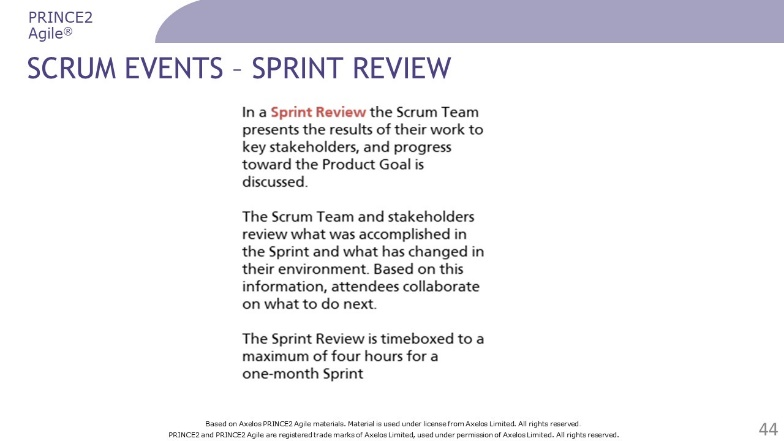 PRINCE2
Agile®
SCRUM EVENTS – SPRINT REVIEW
In a Sprint Review the Scrum Team
presents the results of their work to
key stakeholders, and progress
toward the Product Goal is
discussed.
The Scrum Team and stakeholders
review what was accomplished in
the Sprint and what has changed in
their environment. Based on this
information, attendees collaborate
on what to do next.
The Sprint Review is timeboxed to a
maximum of four hours for a
one-month Sprint
Based on Axelos PRINCE2 Agile materials. Material is used under license from Axelos Limited. All rights reserved
PRINCE2 and PRINCE2 Agile are registered trade marks of Axelos Limited, used under permission of Axelos Limited. All rights reserved.
44